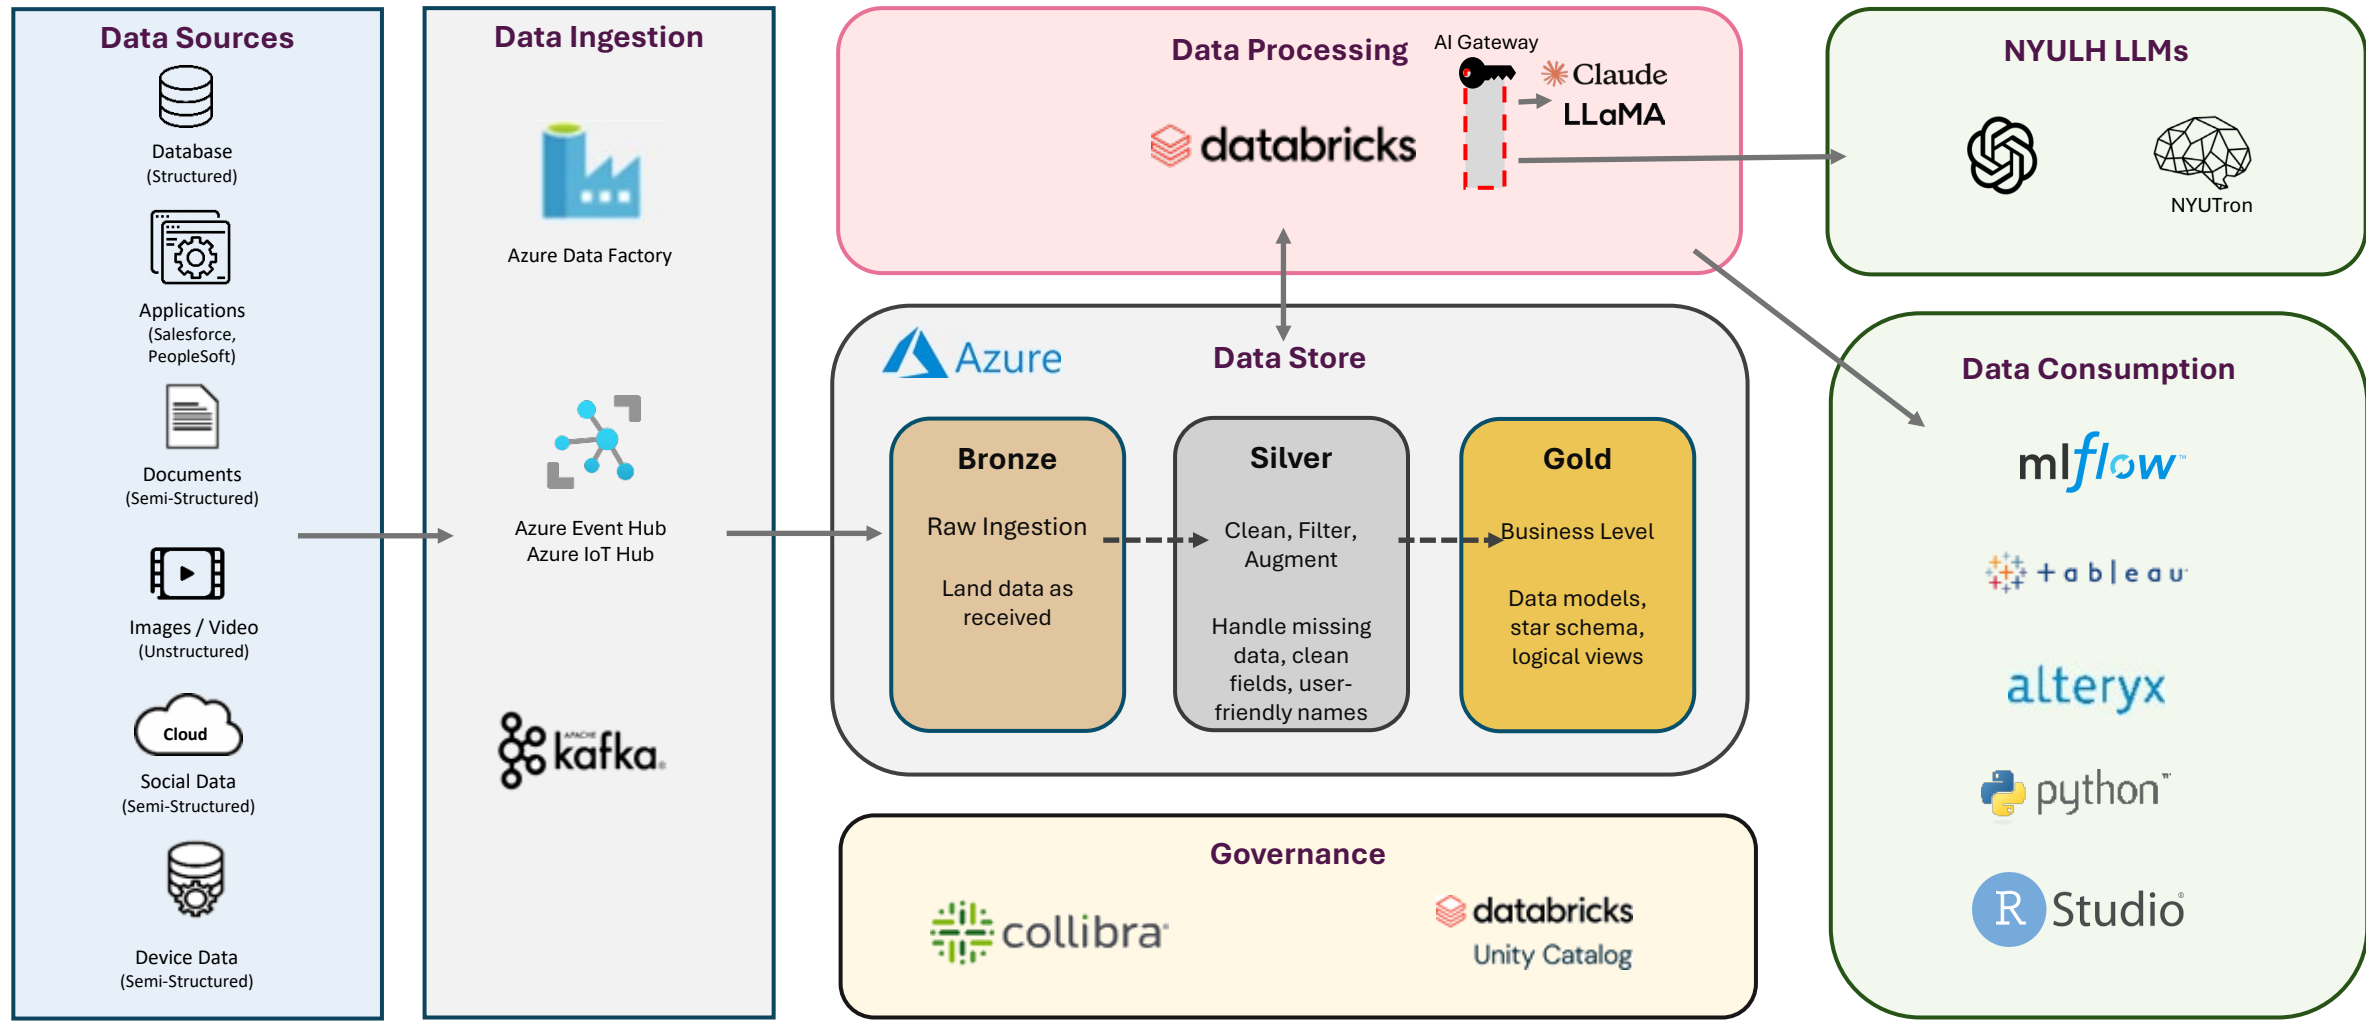 Data Sources
Database
(Structured)
Applications
(Salesforce,
PeopleSoft)
Documents
(Semi-Structured)
Images / Video
(Unstructured)
Cloud
Social Data
(Semi-Structured)
Device Data
(Semi-Structured)
Data Ingestion
Azure Data Factory
Azure Event Hub
Azure IoT Hub
APACHE
kafka®
Data Processing
AI Gateway
Claude
LLaMA
databricks
Azure
Data Store
Bronze
Raw Ingestion
Land data as
received
Silver
Clean, Filter,
Augment
Handle missing
data, clean
fields, user-
friendly names
Gold
Business Level
Data models,
star schema,
logical views
Governance
collibra
databricks
Unity Catalog
NYULH LLMs
NYUTron
Data Consumption
mlflow™
tableau
alteryx
python™
R Studio®